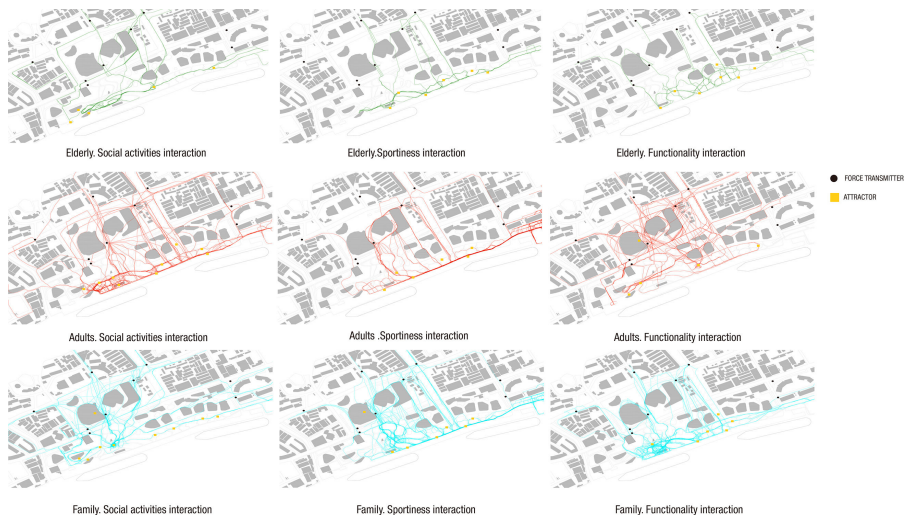 Elderly. Social activities interaction
Elderly.Sportiness interaction
Elderly. Functionality interaction
FORCE TRANSMITTER
ATTRACTOR
Adults. Social activities interaction
Adults .Sportiness interaction
Adults. Functionality interaction
Family. Social activities interaction
Family. Sportiness interaction
Family. Functionality interaction